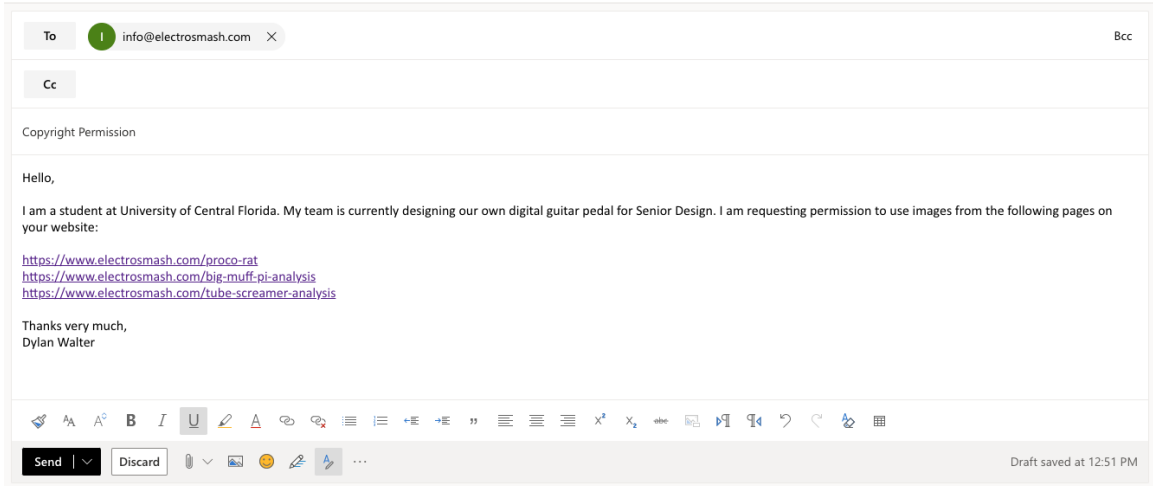 To
I
info@electrosmash.com
Bcc
Cc
Copyright Permission
Hello,
I am a student at University of Central Florida. My team is currently designing our own digital guitar pedal for Senior Design. I am requesting permission to use images from the following pages on
your website:
https://www.electrosmash.com/proco-rat
https://www.electrosmash.com/big-muff-pi-analysis
https://www.electrosmash.com/tube-screamer-analysis
Thanks very much,
Dylan Walter
Send
Discard
Draft saved at 12:51 PM